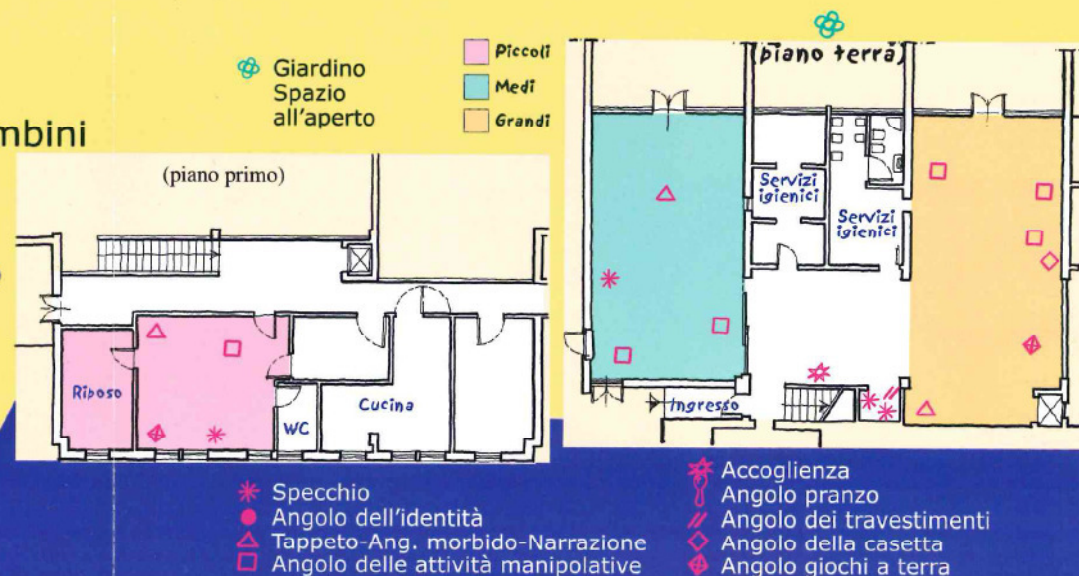 Giardino
Spazio
all'aperto
Piccoli
Medi
Grandi
(piano terra)
mbini
(piano primo)
Riposo
WC
Cucina
Servizi
igienici
Servizi
igienici
Ingresso
Specchio
Angolo dell'identità
Tappeto-Ang. morbido-Narrazione
Angolo delle attività manipolative
Accoglienza
Angolo pranzo
Angolo dei travestimenti
Angolo della casetta
Angolo giochi a terra